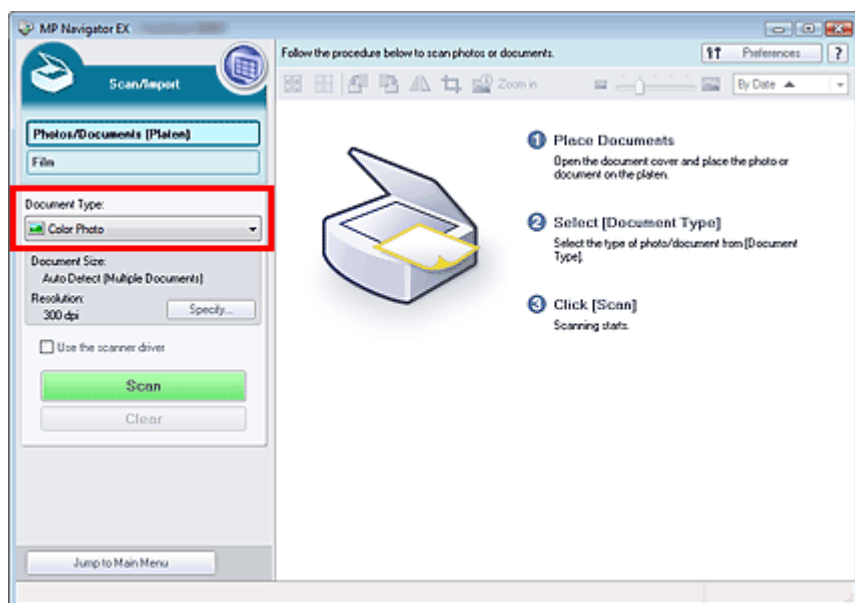 MP Navigator EX
Scan/Import
Photos/Documents (Platen)
Film
Document Type:
Color Photo
Document Size:
Auto Detect (Multiple Documents)
Resolution:
300 dpi
Specify...
Use the scanner driver
Scan
Clear
Jump to Main Menu
Follow the procedure below to scan photos or documents.
Preferences
?
Zoom in
By Date
1 Place Documents
Open the document cover and place the photo or
document on the platen.
2 Select [Document Type]
Select the type of photo/document from [Document
Type].
3 Click [Scan]
Scanning starts.